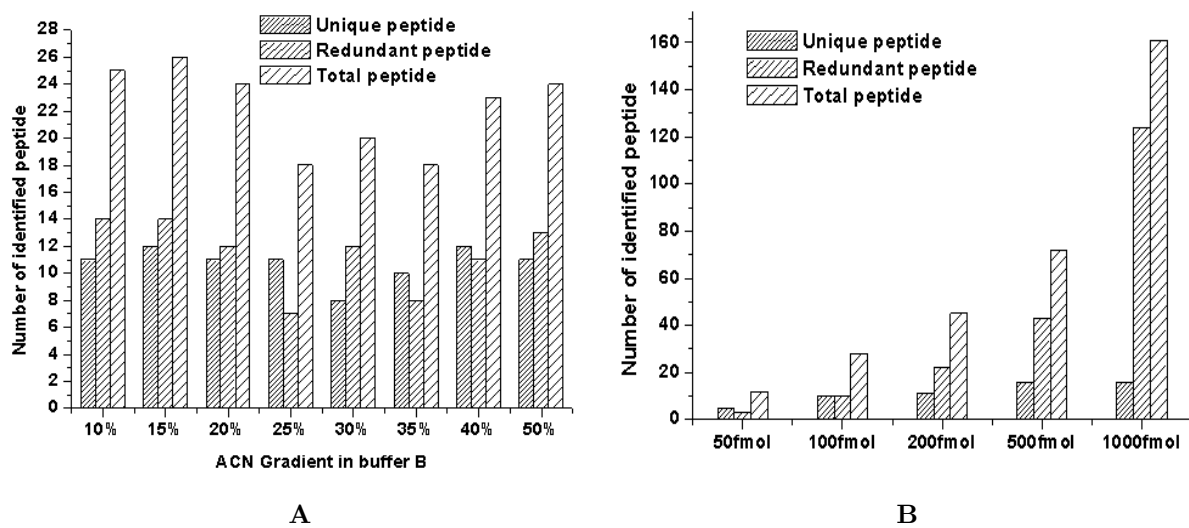 28
26
24
22
20
18
16
14
12
10
8
6
4
2
0
Number of identified peptide
Unique peptide
Redundant peptide
Total peptide
10% 15% 20% 25% 30% 35% 40% 50%
ACN Gradient in buffer B
A
160
140
120
100
80
60
40
20
0
Number of identified peptide
Unique peptide
Redundant peptide
Total peptide
50fmol 100fmol 200fmol 500fmol 1000fmol
B